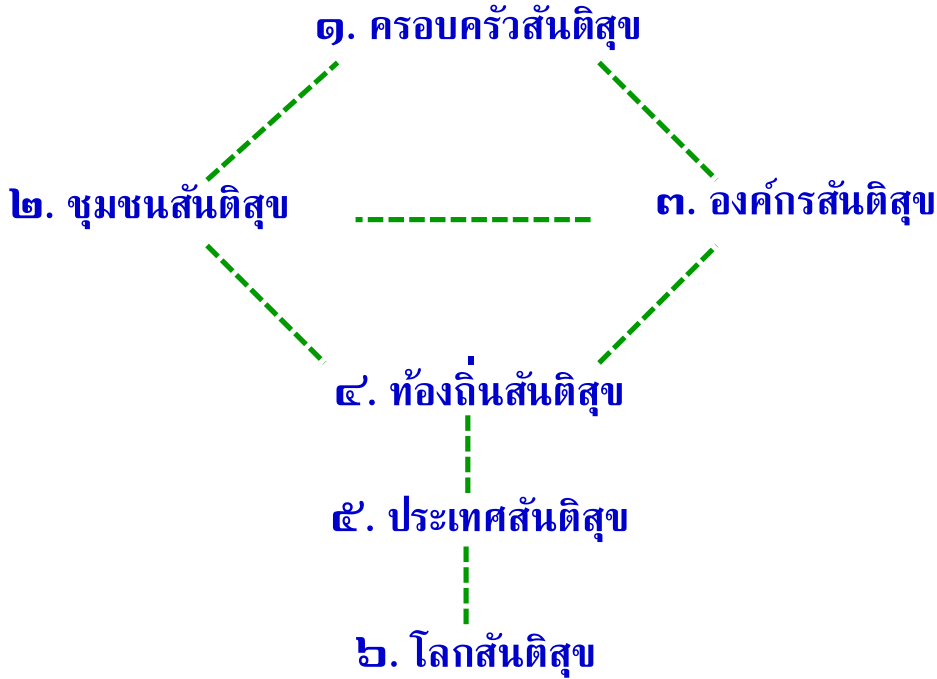 ๑. ครอบครัวสันติสุข
๒. ชุมชนสันติสุข
๓. องค์กรสันติสุข
๔. ท้องถิ่นสันติสุข
๕. ประเทศสันติสุข
๖. โลกสันติสุข